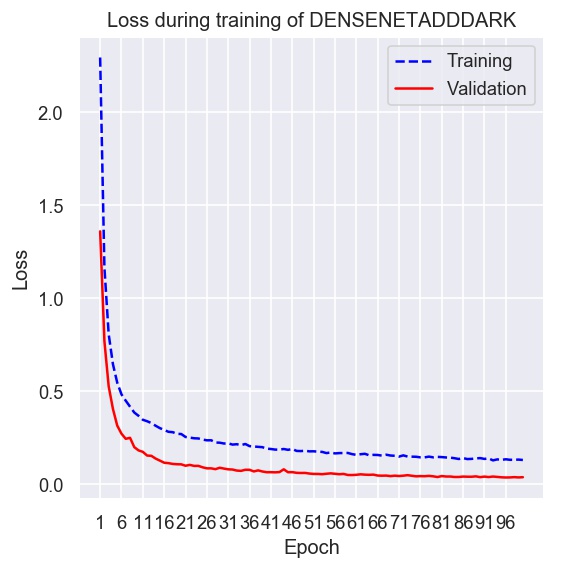 Loss during training of DENSENETADDDARK
Training
Validation
2.0
1.5
1.0
0.5
0.0
Loss
1 6 11 16 21 26 31 36 41 46 51 56 61 66 71 76 81 86 91 96
Epoch